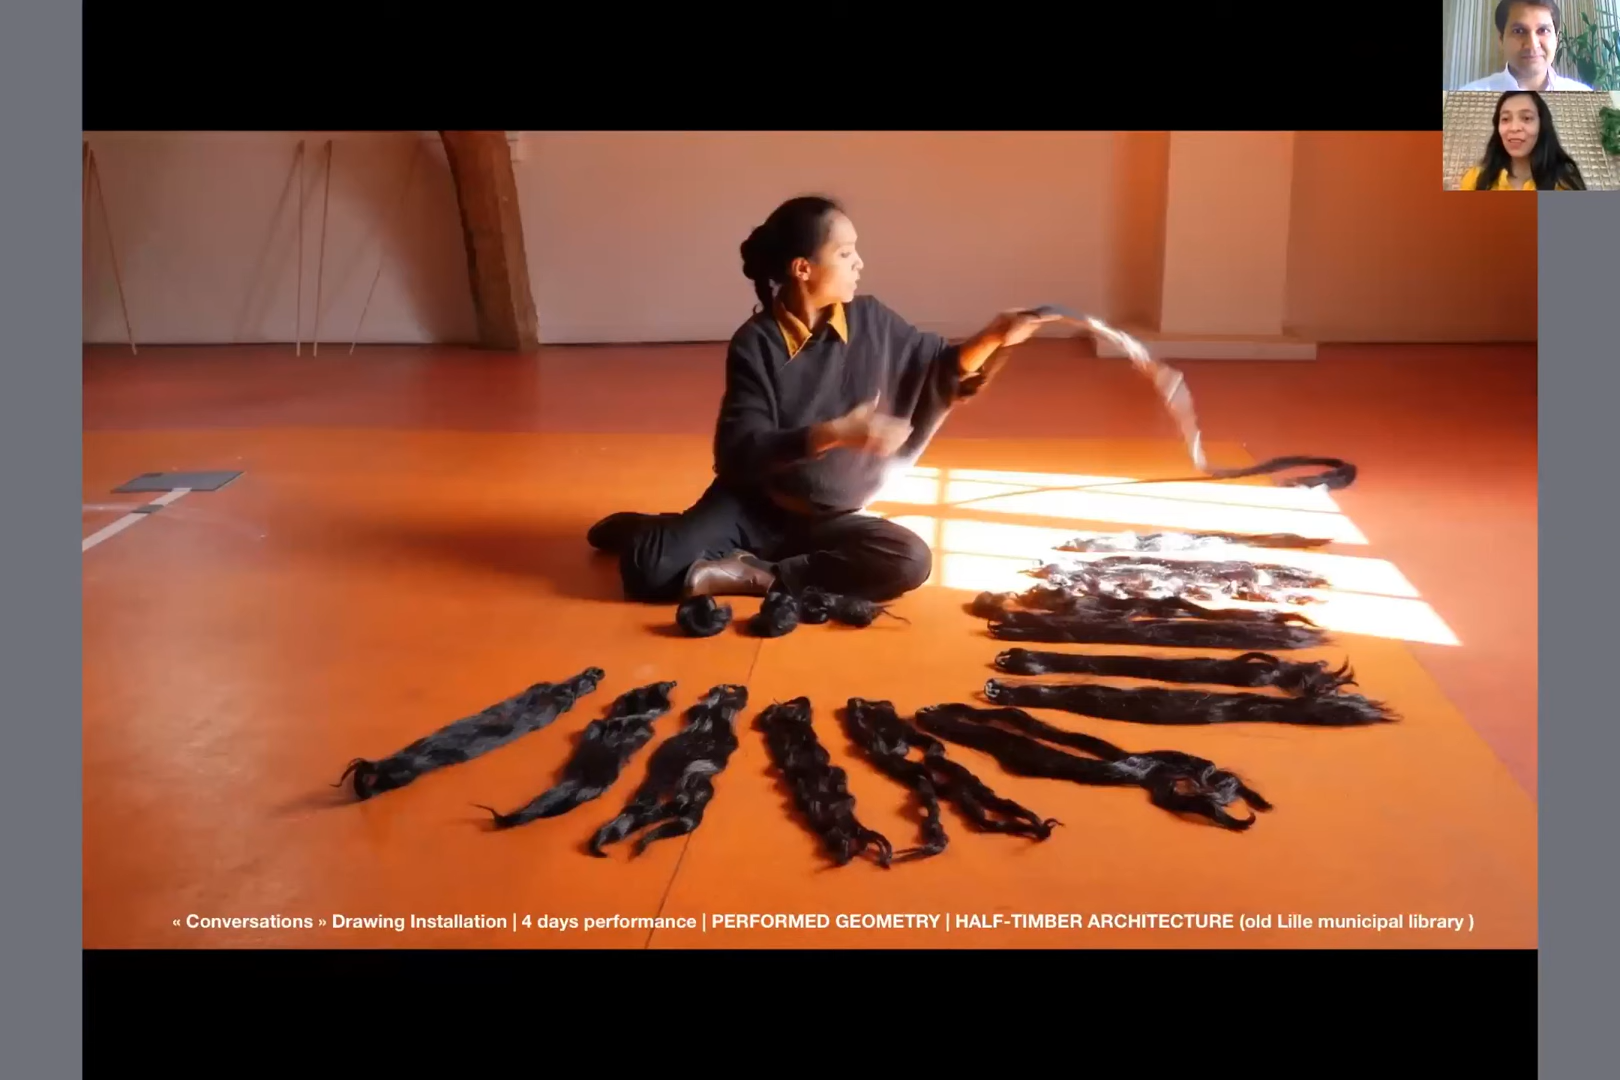 « Conversations » Drawing Installation | 4 days performance | PERFORMED GEOMETRY | HALF-TIMBER ARCHITECTURE (old Lille municipal library )